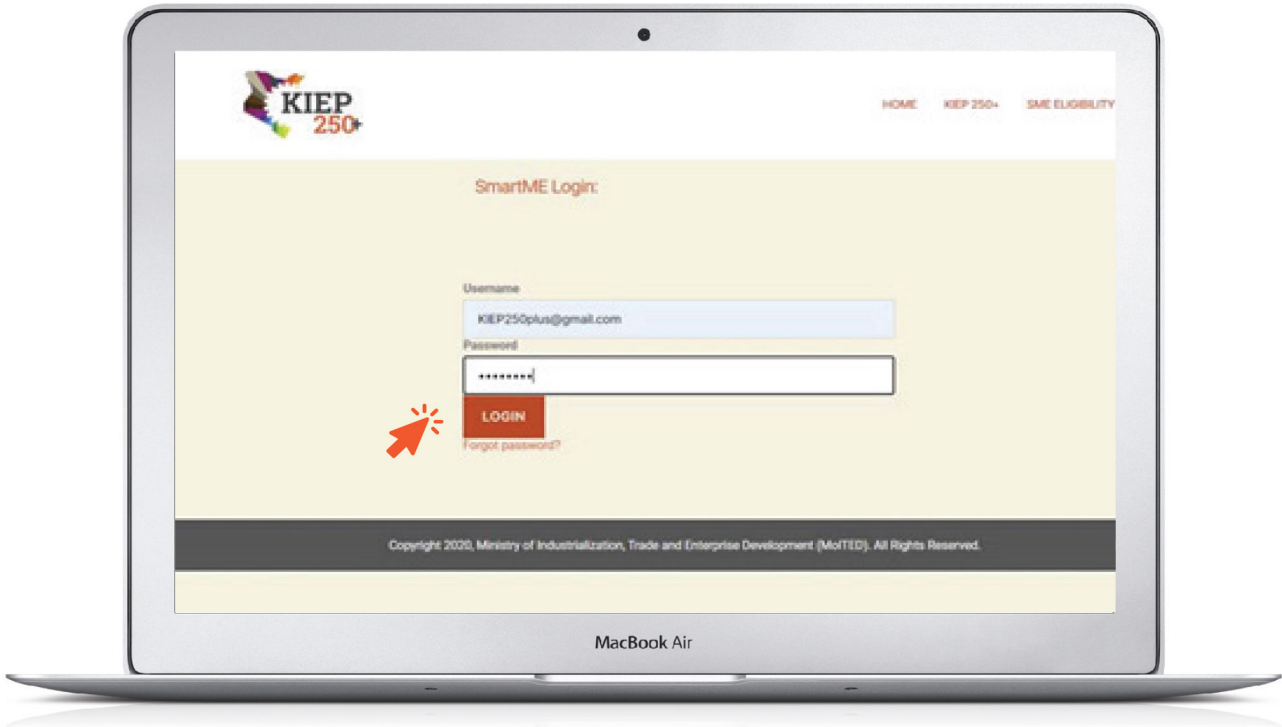 KIEP
250+
HOME KIEP 250+ SME ELIGIBILITY
SmartME Login:
Username
KIEP250plus@gmail.com
Password
••••••••
LOGIN
Forgot password?
Copyright 2020, Ministry of Industrialization, Trade and Enterprise Development (MoITED). All Rights Reserved.
MacBook Air